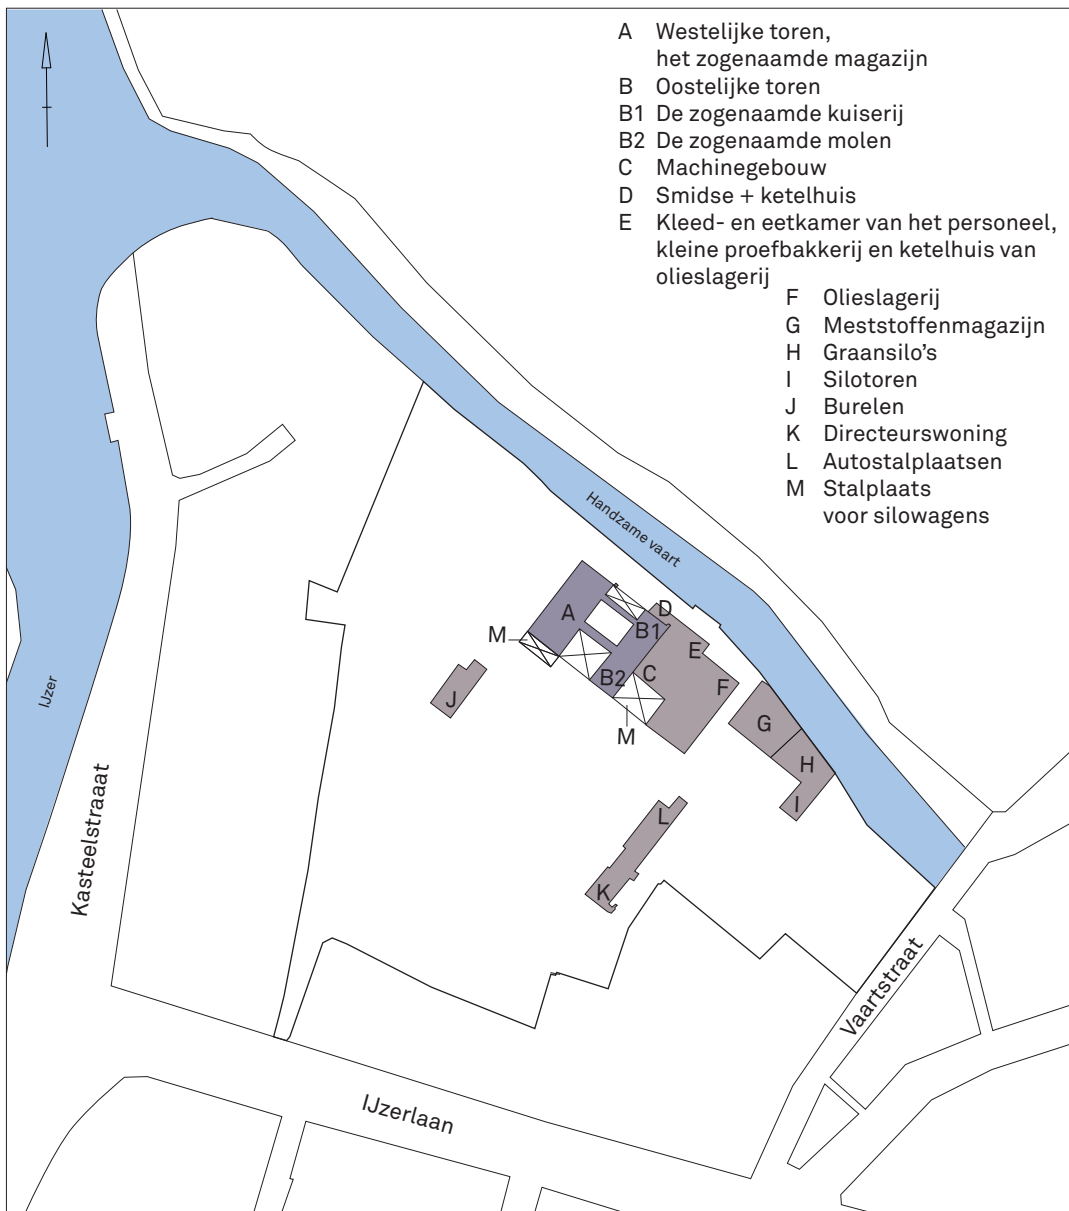 A Westelijke toren,
het zogenaamde magazijn
B Oostelijke toren
B1 De zogenaamde kuiserij
B2 De zogenaamde molen
C Machinegebouw
D Smidse + ketelhuis
E Kleed- en eetkamer van het personeel,
kleine proefbakkerij en ketelhuis van
olieslagerij
F Olieslagerij
G Meststoffenmagazijn
H Graansilo's
I Silotoren
J Burelen
K Directeurswoning
L Autostalplaatsen
M Stalplaats
voor silowagens
Handzame vaart
A
D
B1
M
E
C
B2
F
J
IJzer
G
M
H
I
L
Kasteelstraaat
K
Vaartstraat
IJzerlaan